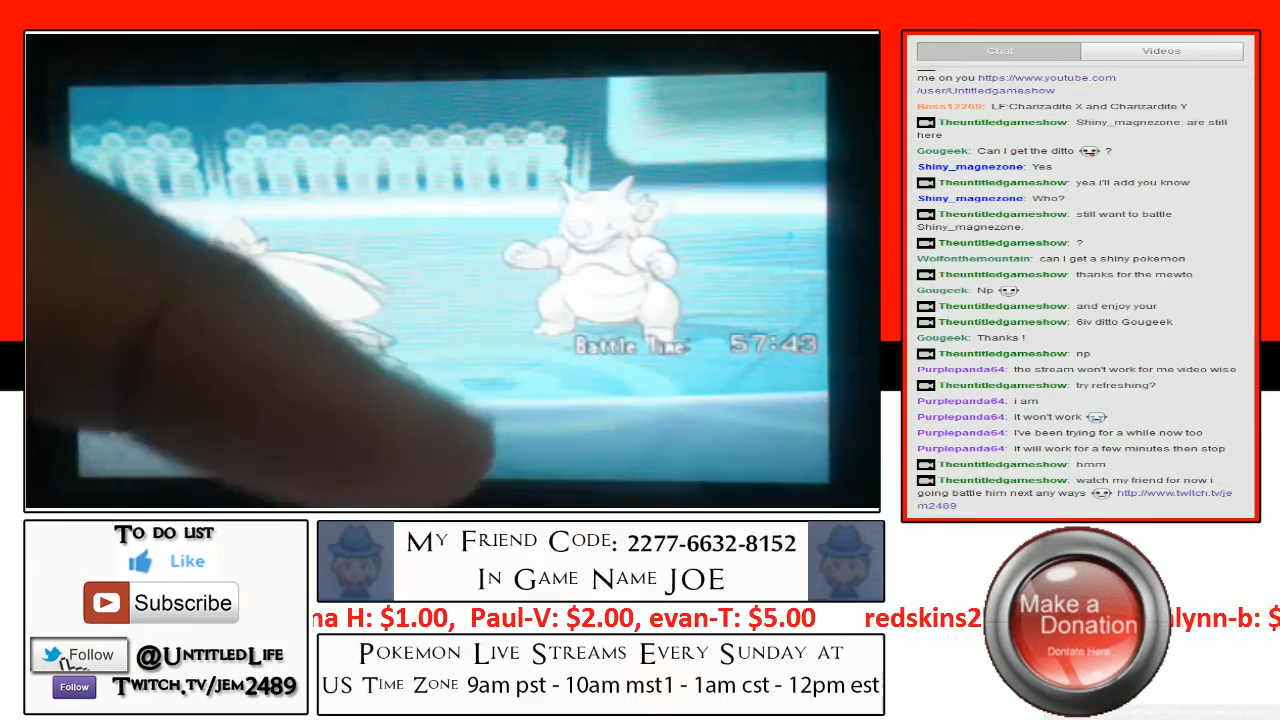 Battle Time: 57:43
Chat
Videos
me on you https://www.youtube.com
/user/Untitledgameshow
Boss12268: LF:Charizadite X and Charizardite Y
Theuntitledgameshow: Shiny_magnezone: are still
here
Gougeek: Can I get the ditto ?
Shiny_magnezone: Yes
Theuntitledgameshow: yea i'll add you know
Shiny_magnezone: Who?
Theuntitledgameshow: still want to battle
Shiny_magnezone:
Theuntitledgameshow: ?
Wolfonthemountain: can I get a shiny pokemon
Theuntitledgameshow: thanks for the mewto
Gougeek: Np
Theuntitledgameshow: and enjoy your
Theuntitledgameshow: 6iv ditto Gougeek
Gougeek: Thanks !
Theuntitledgameshow: np
Purplepanda64: the stream won't work for me video wise
Theuntitledgameshow: try refreshing?
Purplepanda64: i am
Purplepanda64: it won't work
Purplepanda64: I've been trying for a while now too
Purplepanda64: it will work for a few minutes then stop
Theuntitledgameshow: hmm
Theuntitledgameshow: watch my friend for now i
going battle him next any ways http://www.twitch.tv/je
m2489
To do list
Like
Subscribe
Follow @UntitledLife
Follow Twitch.tv/jem2489
My Friend Code: 2277-6632-8152
In Game Name JOE
na H: $1.00, Paul-V: $2.00, evan-T: $5.00 redskins2 lynn-b: $
Pokemon Live Streams Every Sunday at
US Time Zone 9am pst - 10am mst1 - 1am cst - 12pm est
Make a
Donation
Dontate Here